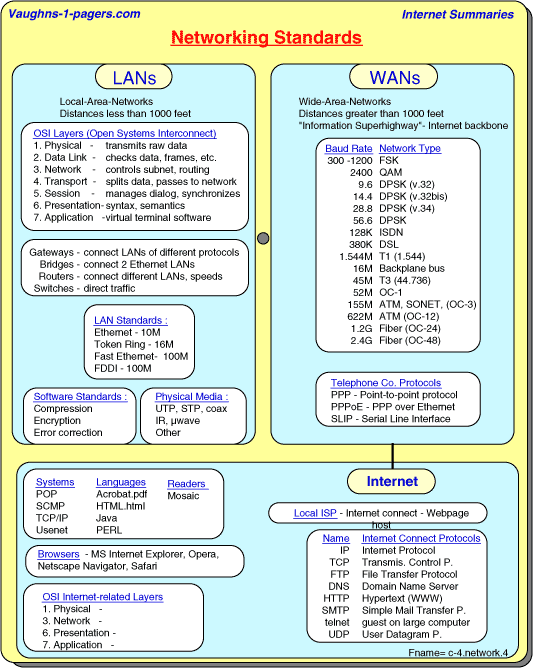 Vaughns-1-pagers.com
Internet Summaries
Networking Standards
LANs
Local-Area-Networks
Distances less than 1000 feet
OSI Layers (Open Systems Interconnect)
1. Physical - transmits raw data
2. Data Link - checks data, frames, etc.
3. Network - controls subnet, routing
4. Transport - splits data, passes to network
5. Session - manages dialog, synchronizes
6. Presentation- syntax, semantics
7. Application -virtual terminal software
Gateways - connect LANs of different protocols
Bridges - connect 2 Ethernet LANs
Routers - connect different LANs, speeds
Switches - direct traffic
LAN Standards :
Ethernet - 10M
Token Ring - 16M
Fast Ethernet- 100M
FDDI - 100M
Software Standards :
Compression
Encryption
Error correction
Physical Media :
UTP, STP, coax
IR, µwave
Other
WANs
Wide-Area-Networks
Distances greater than 1000 feet
"Information Superhighway"- Internet backbone
Baud Rate Network Type
300 -1200 FSK
2400 QAM
9.6 DPSK (v.32)
14.4 DPSK (v.32bis)
28.8 DPSK (v.34)
56.6 DPSK
128K ISDN
380K DSL
1.544M T1 (1.544)
16M Backplane bus
45M T3 (44.736)
52M OC-1
155M ATM, SONET, (OC-3)
622M ATM (OC-12)
1.2G Fiber (OC-24)
2.4G Fiber (OC-48)
Telephone Co. Protocols
PPP - Point-to-point protocol
PPPoE - PPP over Ethernet
SLIP - Serial Line Interface
Systems Languages Readers
POP Acrobat.pdf Mosaic
SCMP HTML.html
TCP/IP Java
Usenet PERL
Browsers - MS Internet Explorer, Opera,
Netscape Navigator, Safari
OSI Internet-related Layers
1. Physical -
3. Network -
6. Presentation -
7. Application -
Internet
Local ISP - Internet connect - Webpage
host
Name Internet Connect Protocols
IP Internet Protocol
TCP Transmis. Control P.
FTP File Transfer Protocol
DNS Domain Name Server
HTTP Hypertext (WWW)
SMTP Simple Mail Transfer P.
telnet guest on large computer
UDP User Datagram P.
Fname= c-4.network.4